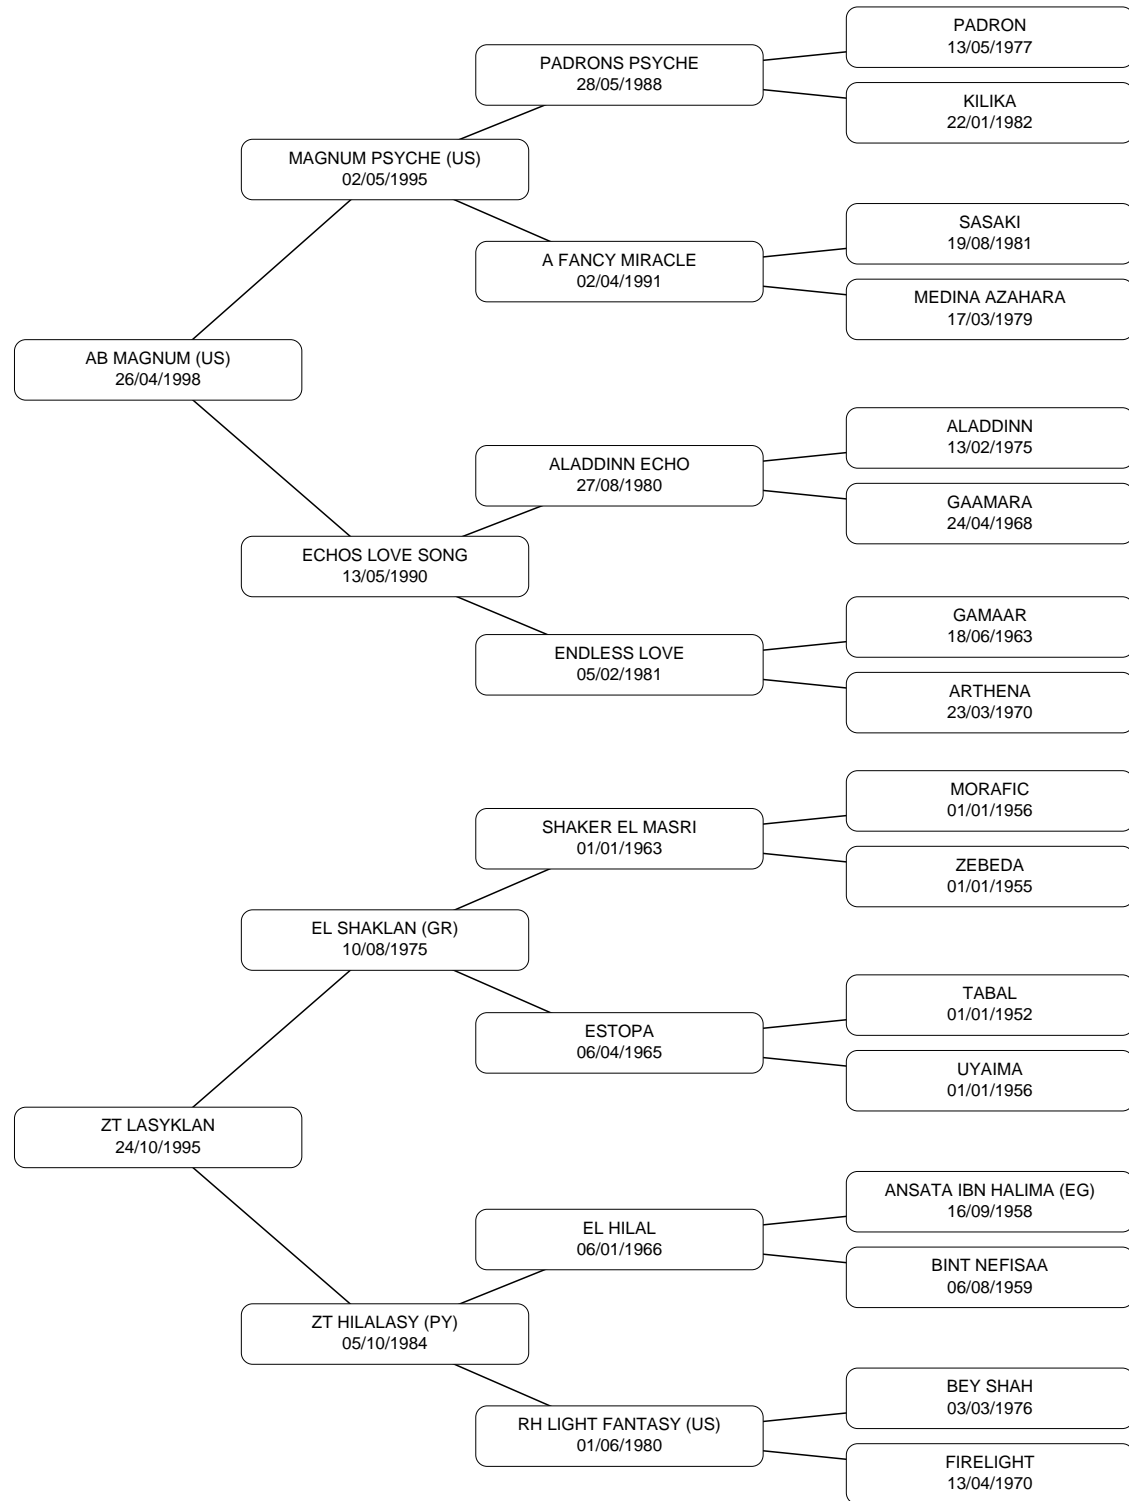 PADRON
13/05/1977
PADRONS PSYCHE
28/05/1988
KILIKA
22/01/1982
MAGNUM PSYCHE (US)
02/05/1995
SASAKI
19/08/1981
A FANCY MIRACLE
02/04/1991
MEDINA AZAHARA
17/03/1979
AB MAGNUM (US)
26/04/1998
ALADDINN
13/02/1975
ALADDINN ECHO
27/08/1980
GAAMARA
24/04/1968
ECHOS LOVE SONG
13/05/1990
GAMAAR
18/06/1963
ENDLESS LOVE
05/02/1981
ARTHENA
23/03/1970
MORAFIC
01/01/1956
SHAKER EL MASRI
01/01/1963
ZEBEDA
01/01/1955
EL SHAKLAN (GR)
10/08/1975
TABAL
01/01/1952
ESTOPA
06/04/1965
UYAIMA
01/01/1956
ZT LASYKLAN
24/10/1995
ANSATA IBN HALIMA (EG)
16/09/1958
EL HILAL
06/01/1966
BINT NEFISAA
06/08/1959
ZT HILALASY (PY)
05/10/1984
BEY SHAH
03/03/1976
RH LIGHT FANTASY (US)
01/06/1980
FIRELIGHT
13/04/1970